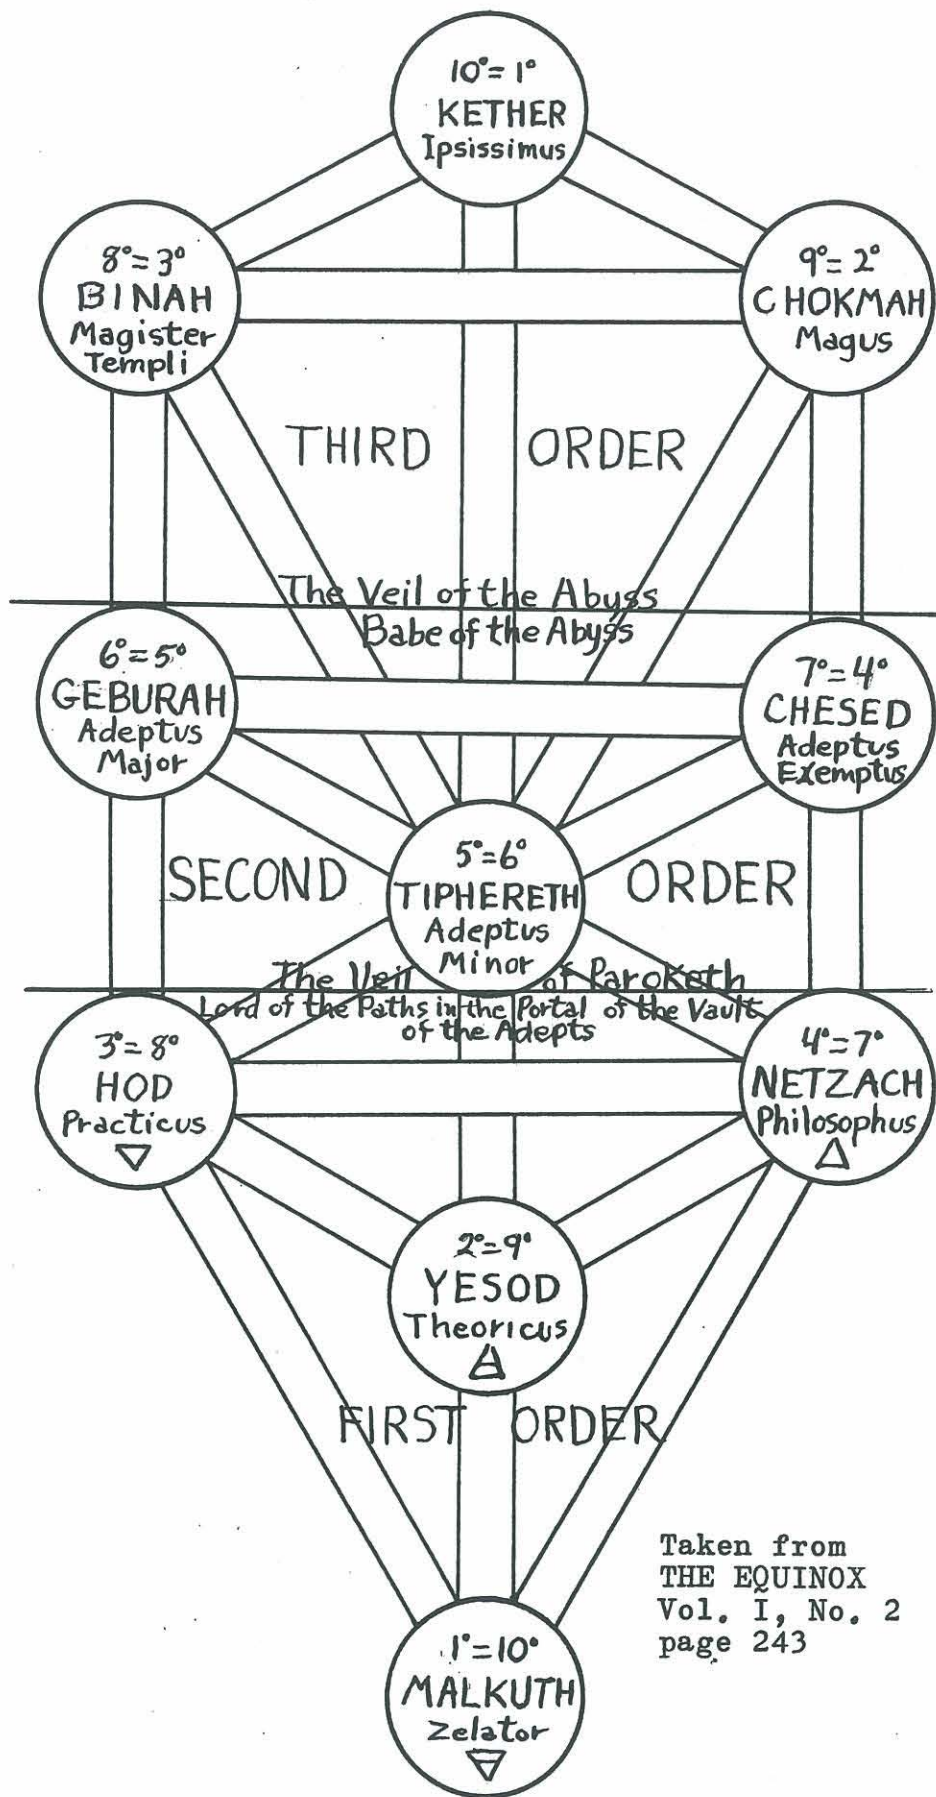 10°=1°
KETHER
Ipsissimus
8°=3°
BINAH
Magister
Templi
9°=2°
CHOKMAH
Magus
THIRD ORDER
The Veil of the Abyss
Babe of the Abyss
6°=5°
GEBURAH
Adeptus
Major
7°=4°
CHESED
Adeptus
Exemptus
5°=6°
TIPHERETH
Adeptus
Minor
SECOND ORDER
The Veil of Paroketh
Lord of the Paths in the Portal of the Vault
of the Adepts
3°=8°
HOD
Practicus
4°=7°
NETZACH
Philosophus
2°=9°
YESOD
Theoricus
FIRST ORDER
1°=10°
MALKUTH
Zelator
Taken from
THE EQUINOX
Vol. I, No. 2
page 243